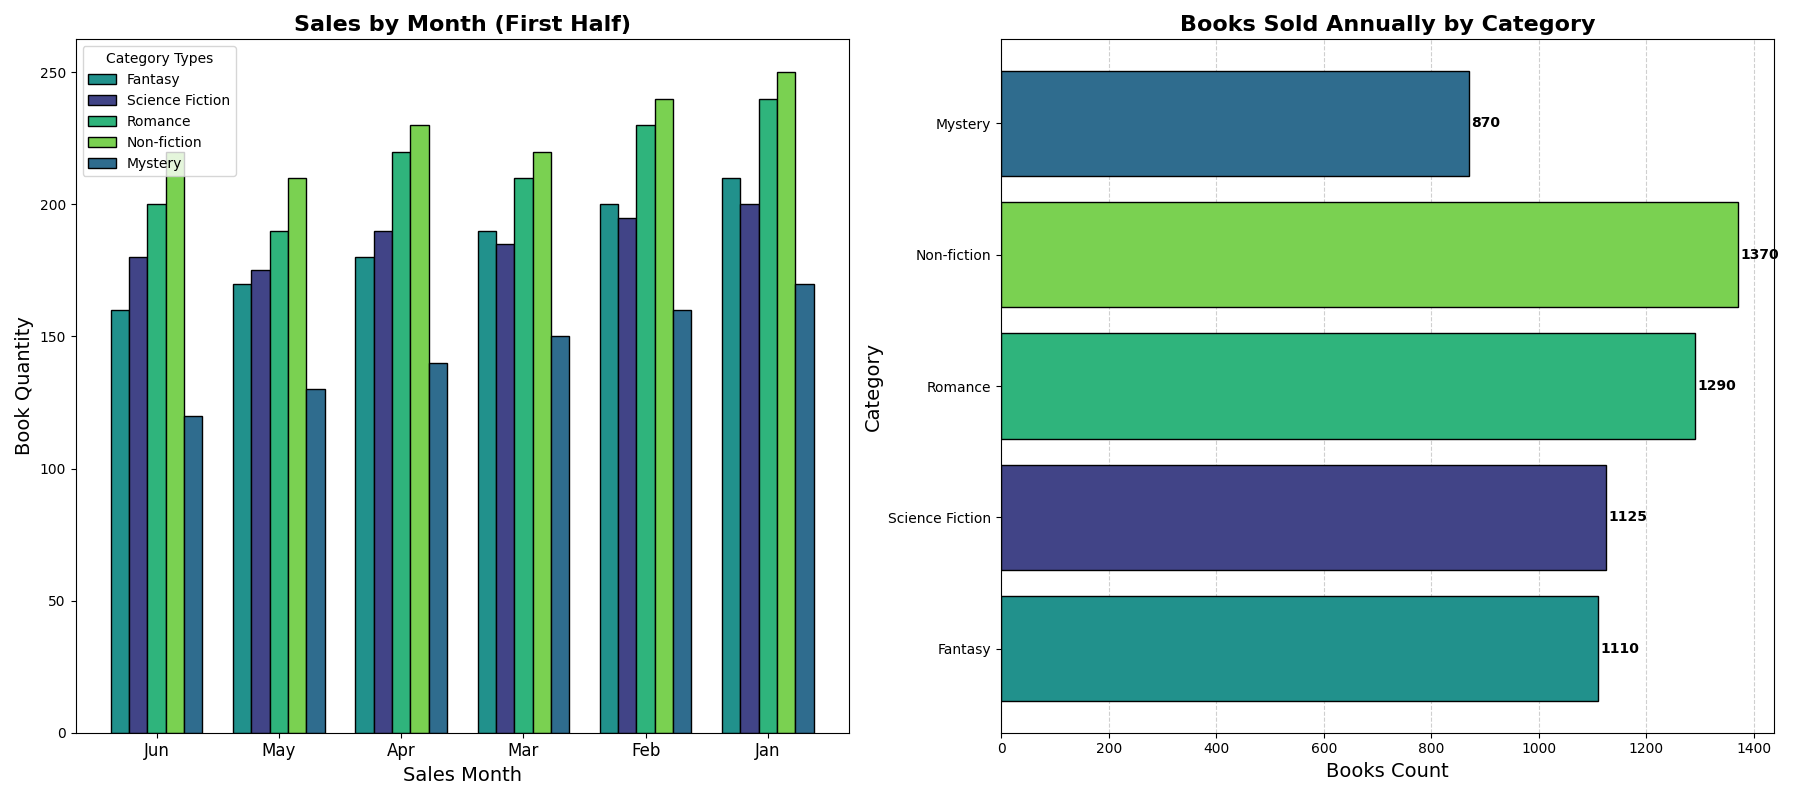 Sales by Month (First Half)
Category Types
Fantasy
Science Fiction
Romance
Non-fiction
Mystery
Book Quantity
250
200
150
100
50
0
Jun May Apr Mar Feb Jan
Sales Month
Books Sold Annually by Category
Category
Mystery
870
Non-fiction
1370
Romance
1290
Science Fiction
1125
Fantasy
1110
0 200 400 600 800 1000 1200 1400
Books Count